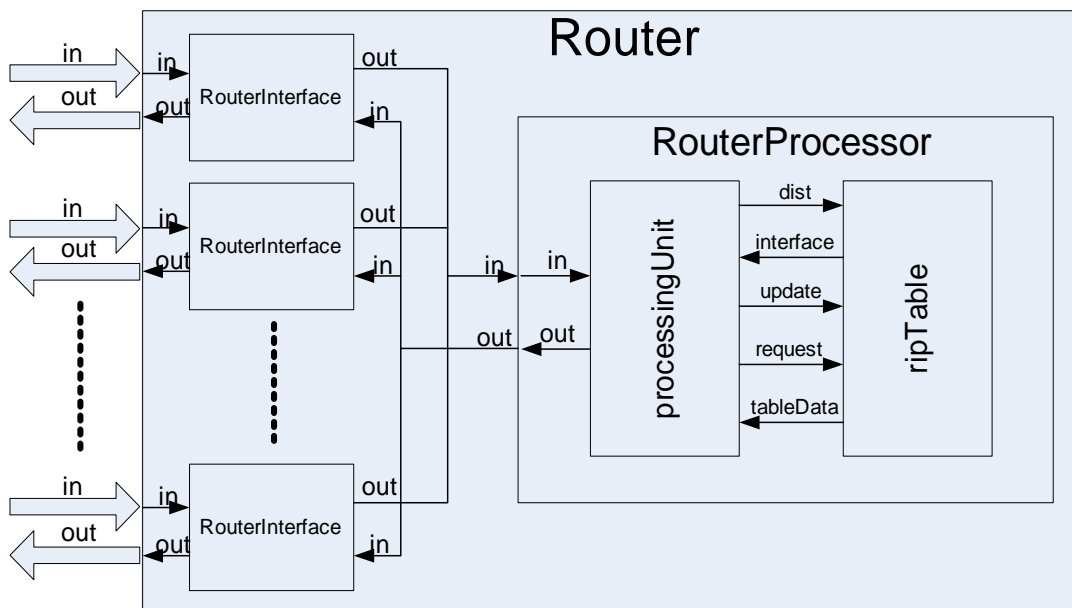 Router
in
in
RouterInterface
out
out
out
in
RouterProcessor
in
in
RouterInterface
out
out
out
in
in
in
out
out
processingUnit
dist
interface
update
request
tableData
ripTable
in
in
RouterInterface
out
out
out
in